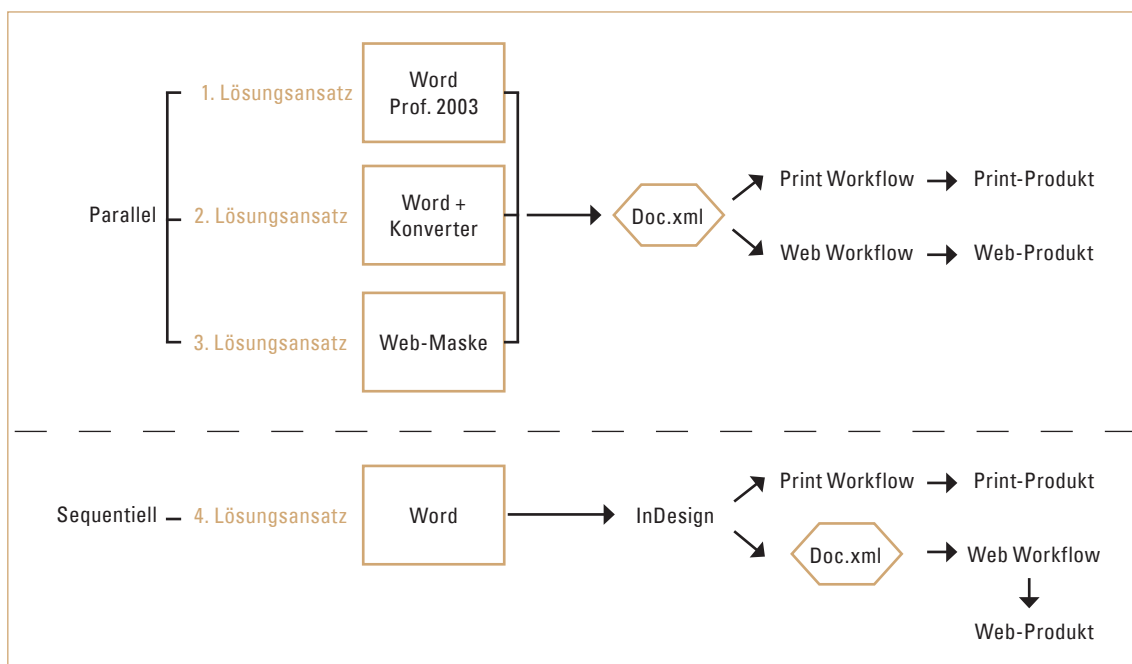 Parallel
1. Lösungsansatz
Word
Prof. 2003
2. Lösungsansatz
Word +
Konverter
3. Lösungsansatz
Web-Maske
Doc.xml
Print Workflow
Print-Produkt
Web Workflow
Web-Produkt
Sequentiell
4. Lösungsansatz
Word
InDesign
Print Workflow
Print-Produkt
Doc.xml
Web Workflow
Web-Produkt